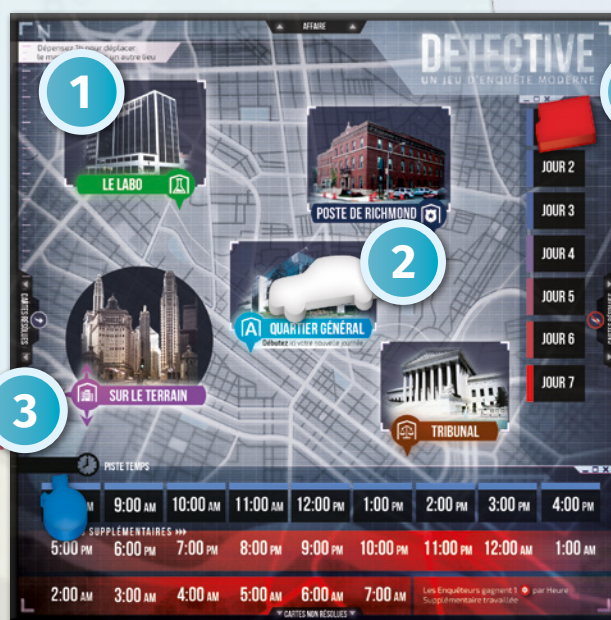 AFFAIRE
DETECTIVE
UN JEU D'ENQUÊTE MODERNE
Dépensez 1h pour déplacer
un autre lieu
1
LE LABO
POSTE DE RICHMOND
2
JOUR 2
JOUR 3
JOUR 4
JOUR 5
JOUR 6
JOUR 7
QUARTIER GÉNÉRAL
Débutez ici votre nouvelle journée
CARTES RÉSOLUES
3
SUR LE TERRAIN
TRIBUNAL
PISTE TEMPS
9:00 AM 10:00 AM 11:00 AM 12:00 PM 1:00 PM 2:00 PM 3:00 PM 4:00 PM
SUPPLÉMENTAIRES
5:00 PM 6:00 PM 7:00 PM 8:00 PM 9:00 PM 10:00 PM 11:00 PM 12:00 AM 1:00 AM
2:00 AM 3:00 AM 4:00 AM 5:00 AM 6:00 AM 7:00 AM
Les Enquêteurs gagnent 1 par Heure
Supplémentaire travaillée
CARTES NON RÉSOLUES